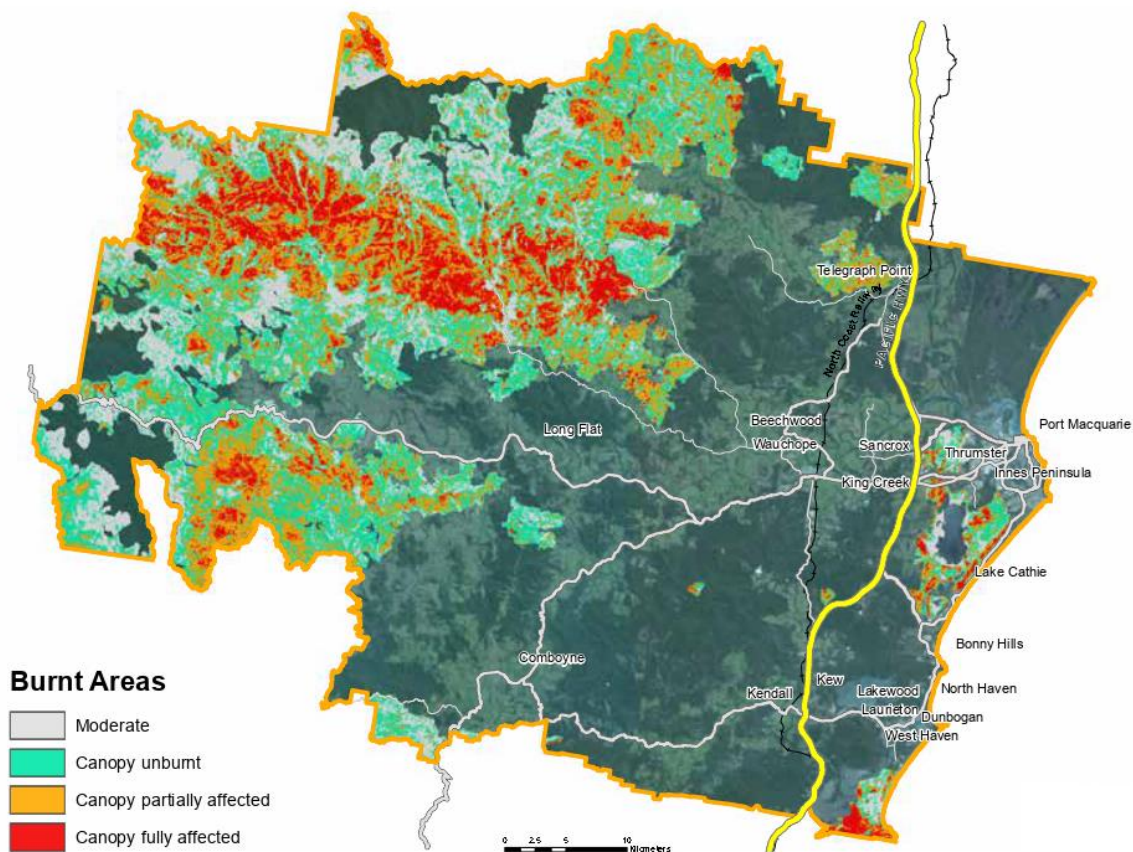 Telegraph Point
North Coast Railway
PACIFIC HWY
Beechwood
Long Flat
Port Macquarie
Wauchope
Sancrox
Thrumster
Innes Peninsula
King Creek
Lake Cathie
Bonny Hills
Comboyne
Kew
Kendall
Lakewood
North Haven
Laurieton
Dunbogan
West Haven
Burnt Areas
Moderate
Canopy unburnt
Canopy partially affected
Canopy fully affected
0 2.5 5 10
Kilometers